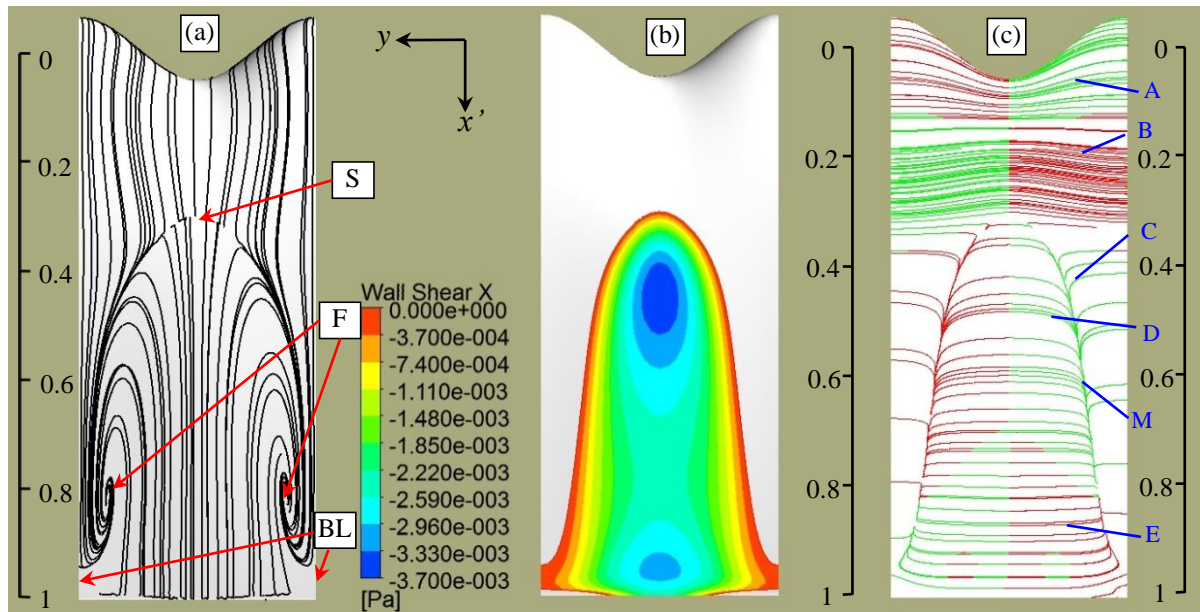 (a)
(b)
(c)
y
x'
0
0.2
0.4
0.6
0.8
1
S
F
BL
Wall Shear X
0.000e+000
-3.700e-004
-7.400e-004
-1.110e-003
-1.480e-003
-1.850e-003
-2.220e-003
-2.590e-003
-2.960e-003
-3.330e-003
-3.700e-003
[Pa]
0
0.2
0.4
0.6
0.8
1
A
B
C
D
M
E
0
0.2
0.4
0.6
0.8
1